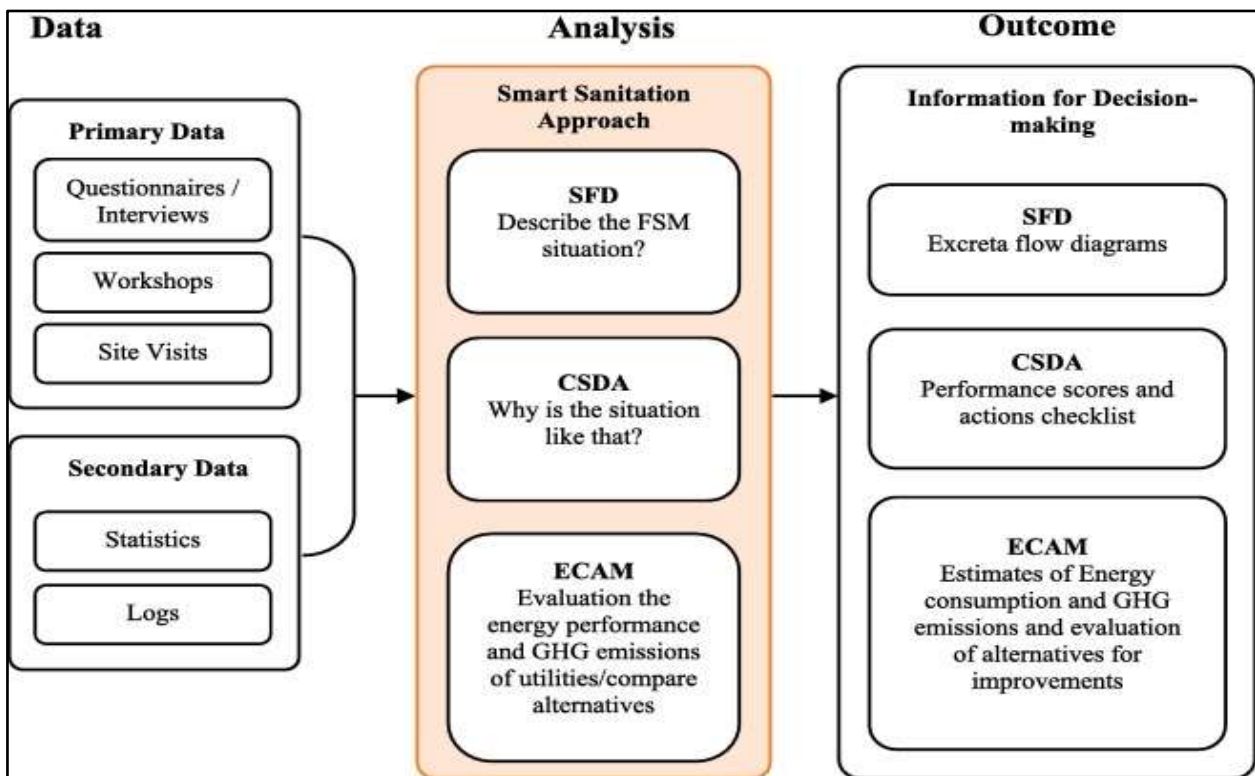 Data
Analysis
Outcome
Primary Data
Questionnaires /
Interviews
Workshops
Site Visits
Secondary Data
Statistics
Logs
Smart Sanitation
Approach
SFD
Describe the FSM
situation?
CSDA
Why is the situation
like that?
ECAM
Evaluation the
energy performance
and GHG emissions
of utilities/compare
alternatives
Information for Decision-
making
SFD
Excreta flow diagrams
CSDA
Performance scores and
actions checklist
ECAM
Estimates of Energy
consumption and GHG
emissions and evaluation
of alternatives for
improvements